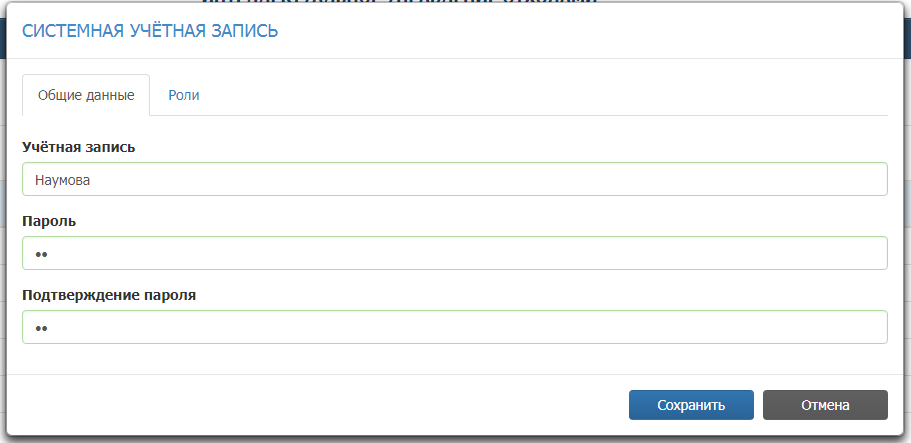 СИСТЕМНАЯ УЧЁТНАЯ ЗАПИСЬ
Общие данные Роли
Учётная запись
Наумова
Пароль
••
Подтверждение пароля
••
Сохранить Отмена